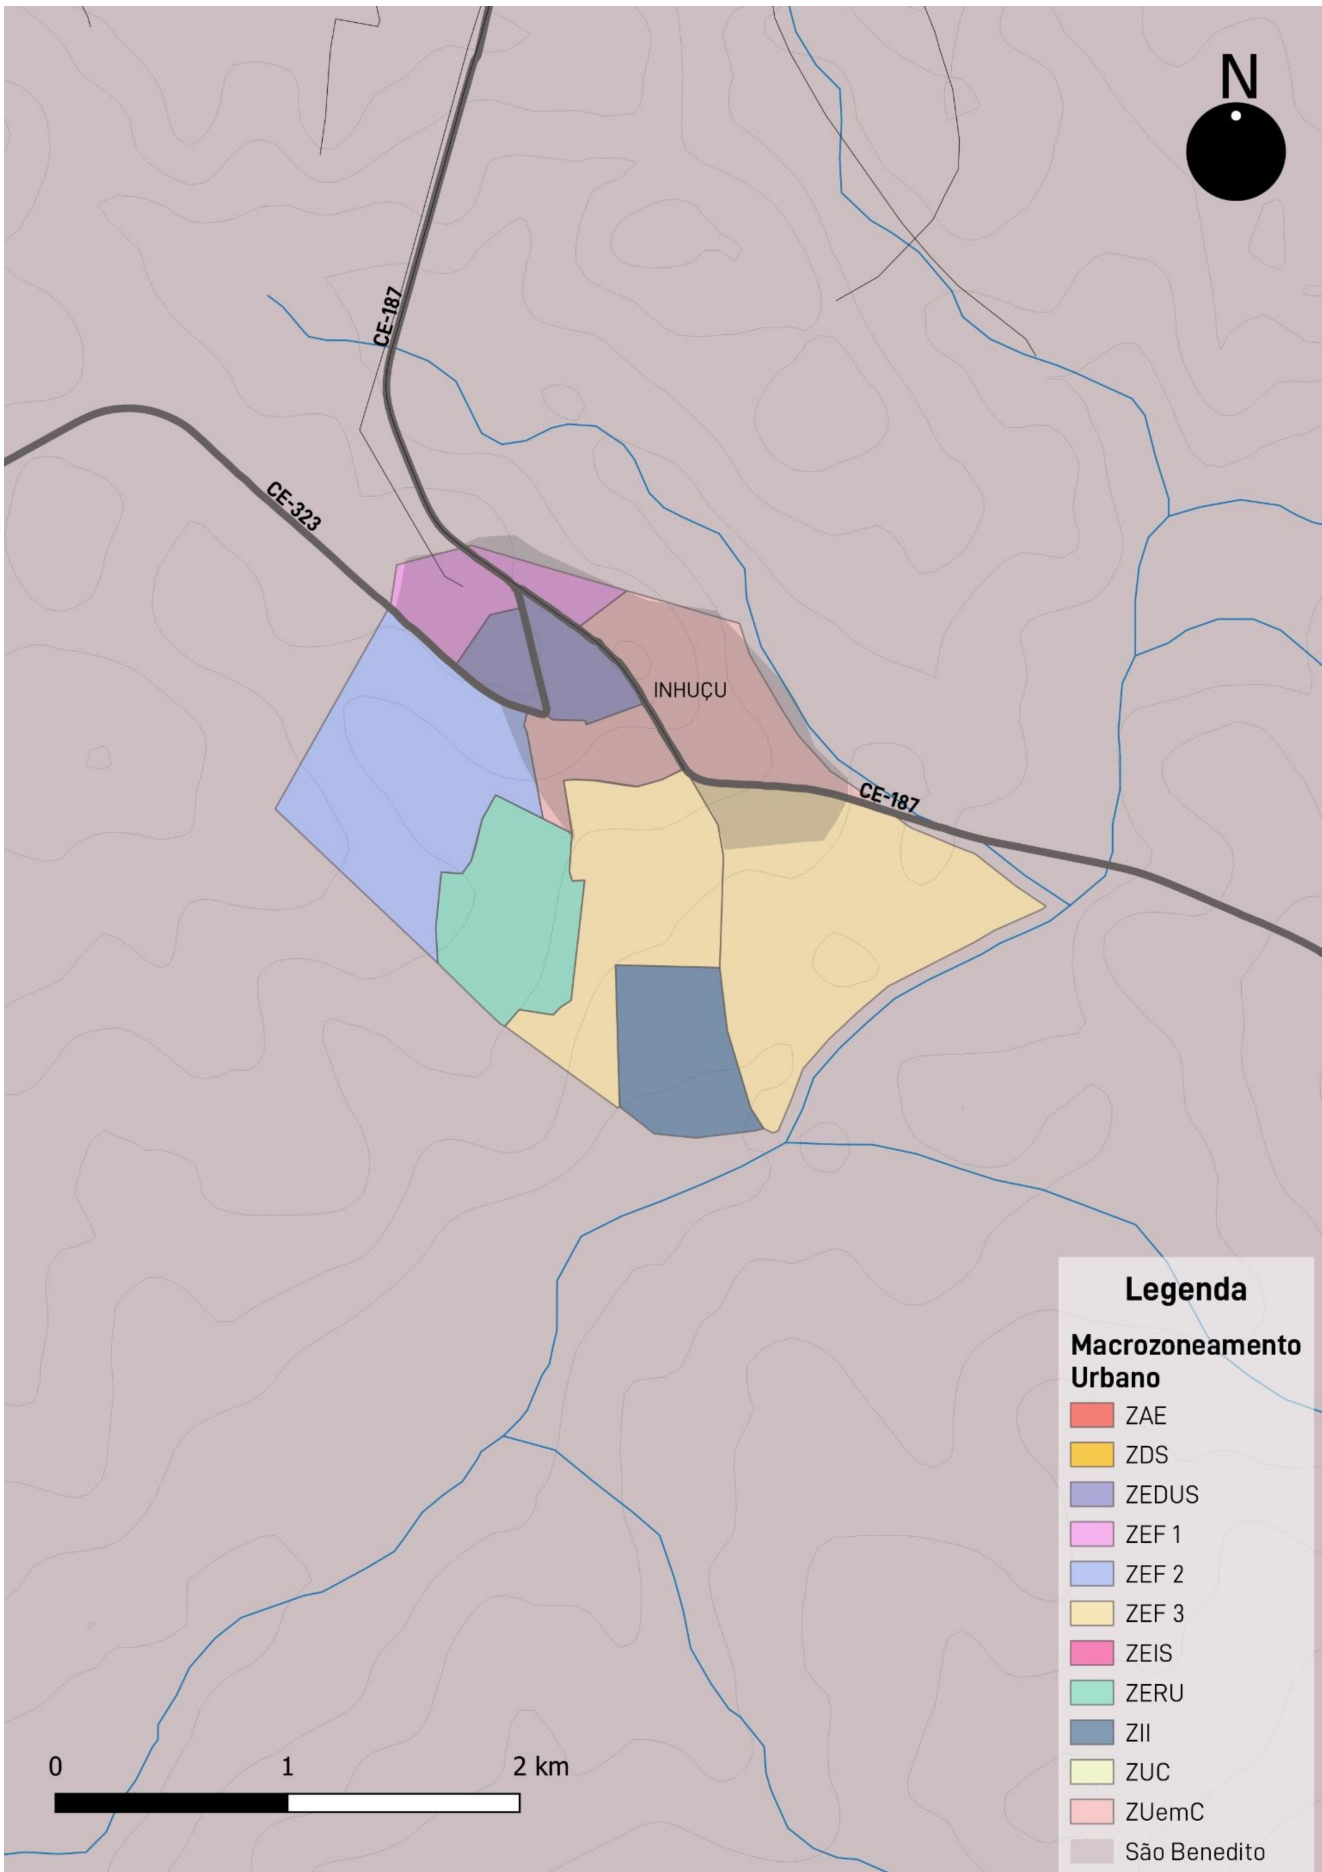 N
CE-187
CE-323
INHUÇU
CE-187
Legenda
Macrozoneamento
Urbano
ZAE
ZDS
ZEDUS
ZEF 1
ZEF 2
ZEF 3
ZEIS
ZERU
ZII
ZUC
ZUemC
São Benedito
0 1 2 km